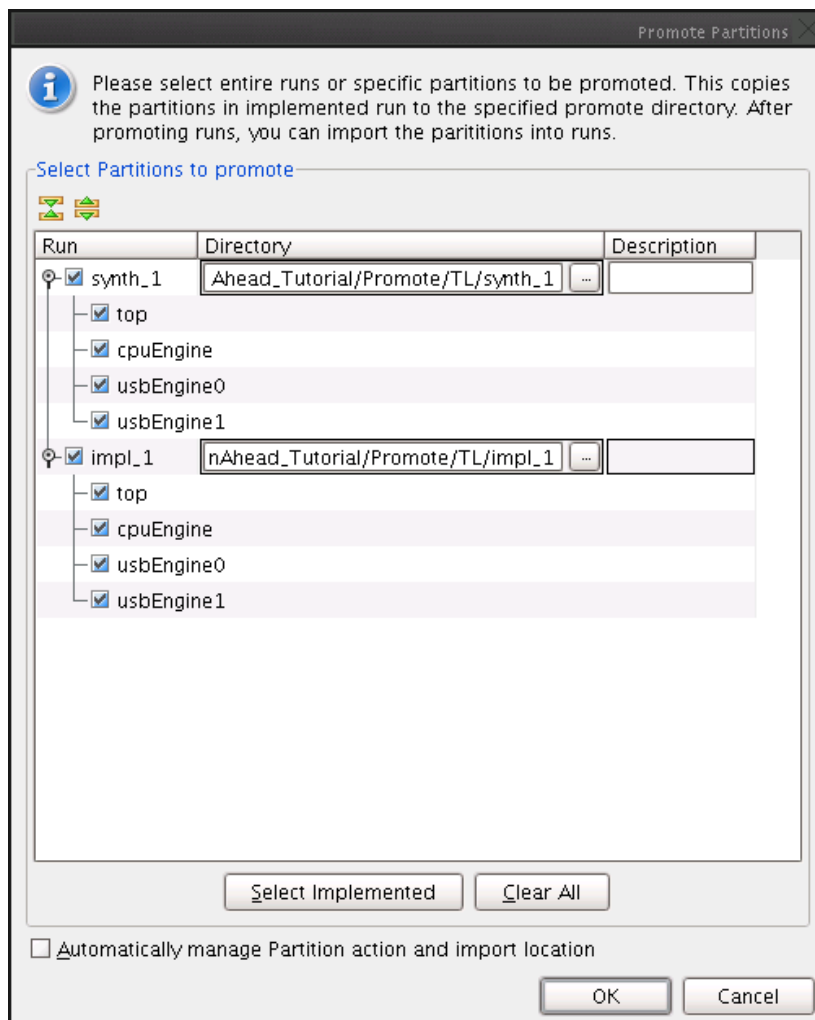 Promote Partitions
Please select entire runs or specific partitions to be promoted. This copies
the partitions in implemented run to the specified promote directory. After
promoting runs, you can import the parititions into runs.
Select Partitions to promote
Run Directory Description
synth_1 Ahead_Tutorial/Promote/TL/synth_1 ...
top
cpuEngine
usbEngine0
usbEngine1
impl_1 nAhead_Tutorial/Promote/TL/impl_1 ...
top
cpuEngine
usbEngine0
usbEngine1
Select Implemented Clear All
Automatically manage Partition action and import location
OK Cancel